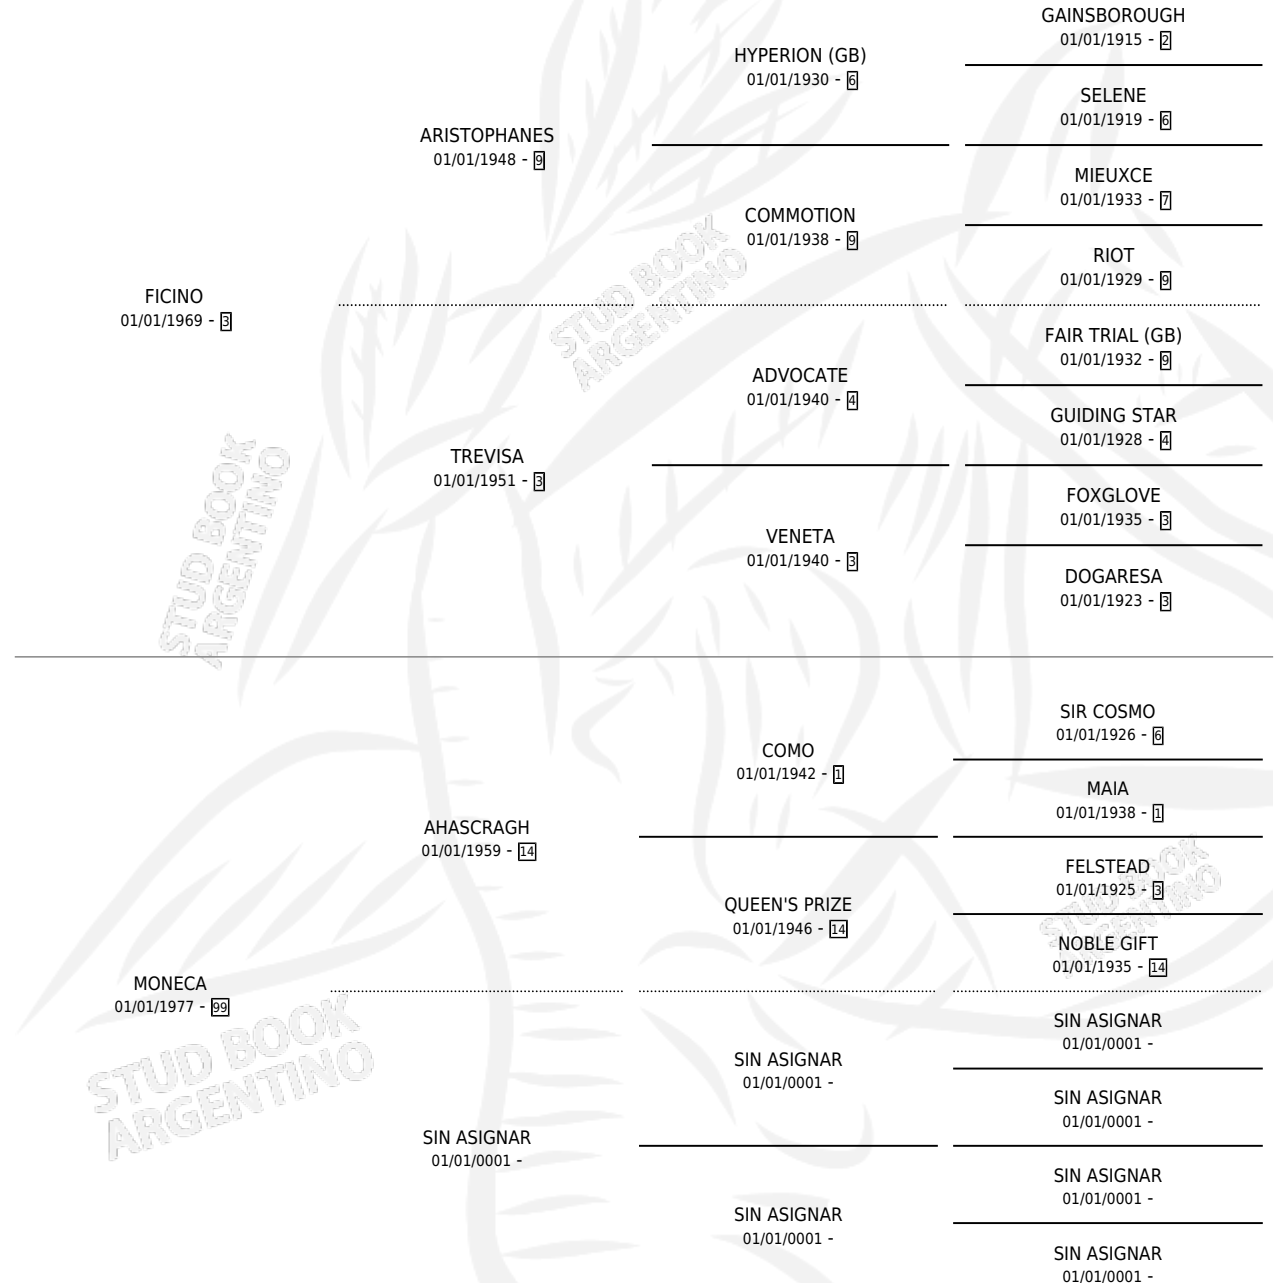 GAINSBOROUGH
01/01/1915 - 2
HYPERION (GB)
01/01/1930 - 6
SELENE
01/01/1919 - 6
ARISTOPHANES
01/01/1948 - 9
MIEUXCE
01/01/1933 - 7
COMMOTION
01/01/1938 - 9
RIOT
01/01/1929 - 9
FICINO
01/01/1969 - 3
FAIR TRIAL (GB)
01/01/1932 - 9
ADVOCATE
01/01/1940 - 4
GUIDING STAR
01/01/1928 - 4
TREVISA
01/01/1951 - 3
FOXGLOVE
01/01/1935 - 3
VENETA
01/01/1940 - 3
DOGARESA
01/01/1923 - 3
STUD BOOK
ARGENTINO
STUD BOOK
ARGENTINO
SIR COSMO
01/01/1926 - 6
COMO
01/01/1942 - 1
MAIA
01/01/1938 - 1
AHASCRAGH
01/01/1959 - 14
FELSTEAD
01/01/1925 - 3
QUEEN'S PRIZE
01/01/1946 - 14
NOBLE GIFT
01/01/1935 - 14
STUD BOOK
ARGENTINO
MONECA
01/01/1977 - 99
SIN ASIGNAR
01/01/0001 -
SIN ASIGNAR
01/01/0001 -
SIN ASIGNAR
01/01/0001 -
SIN ASIGNAR
01/01/0001 -
SIN ASIGNAR
01/01/0001 -
SIN ASIGNAR
01/01/0001 -
SIN ASIGNAR
01/01/0001 -
STUD BOOK
ARGENTINO